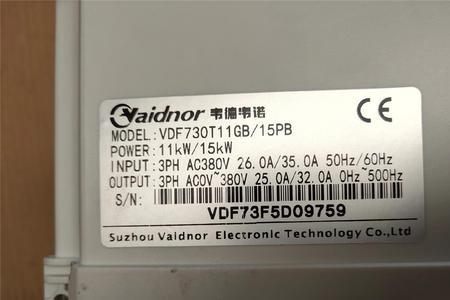 Vaidnor 韦德韦诺 CE
MODEL: VDF730T11GB/15PB
POWER: 11kW/15kW
INPUT: 3PH AC380V 26.0A/35.0A 50Hz/60Hz
OUTPUT: 3PH AC0V~380V 25.0A/32.0A 0Hz~500Hz
S/N:
VDF73F5D09759
Suzhou Vaidnor Electronic Technology Co.,Ltd